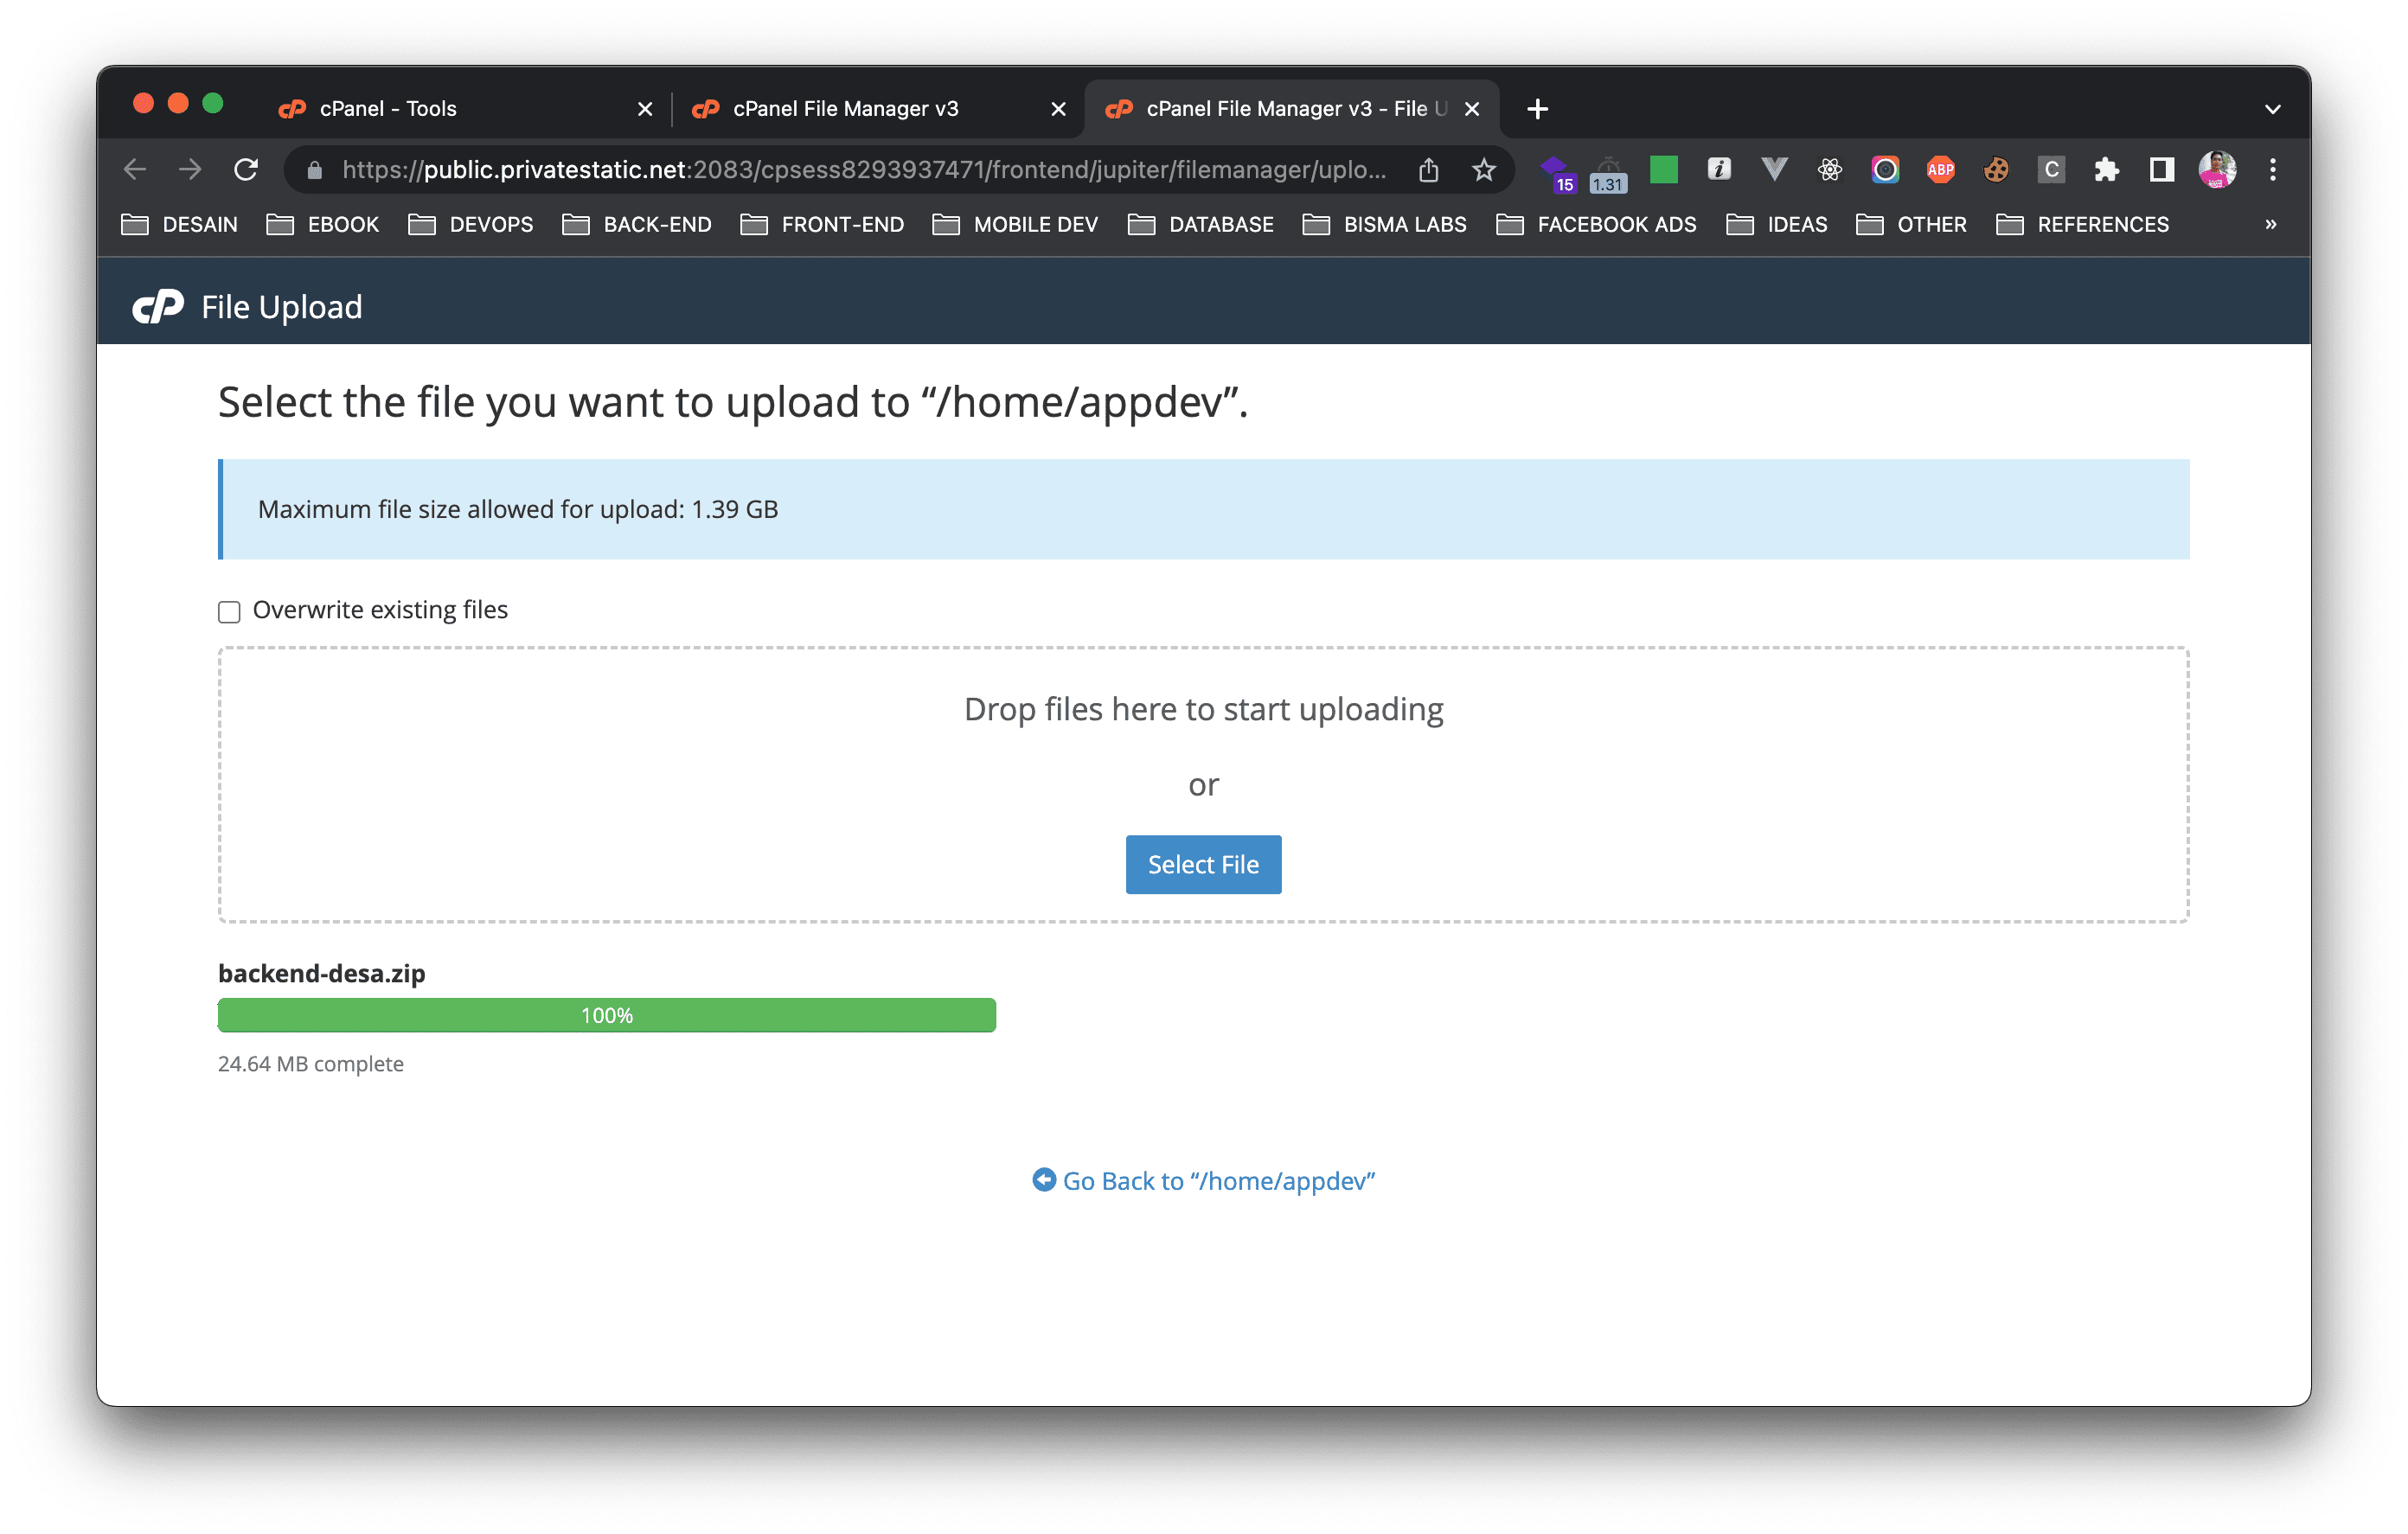 cPanel - Tools
cPanel File Manager v3
cPanel File Manager v3 - File U
https://public.privatestatic.net:2083/cpsess8293937471/frontend/jupiter/filemanager/uplo...
15
1.31
i
ABP
C
DESAIN
EBOOK
DEVOPS
BACK-END
FRONT-END
MOBILE DEV
DATABASE
BISMA LABS
FACEBOOK ADS
IDEAS
OTHER
REFERENCES
»
cP File Upload
Select the file you want to upload to “/home/appdev”.
Maximum file size allowed for upload: 1.39 GB
Overwrite existing files
Drop files here to start uploading
or
Select File
backend-desa.zip
100%
24.64 MB complete
Go Back to “/home/appdev”